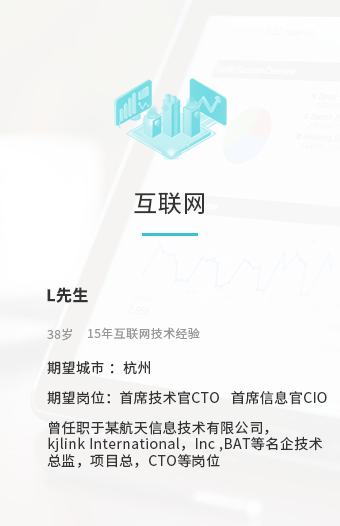 互联网
L先生
38岁 15年互联网技术经验
期望城市：杭州
期望岗位：首席技术官CTO 首席信息官CIO
曾任职于某航天信息技术有限公司，
kjlink International，Inc ,BAT等名企技术
总监，项目总，CTO等岗位